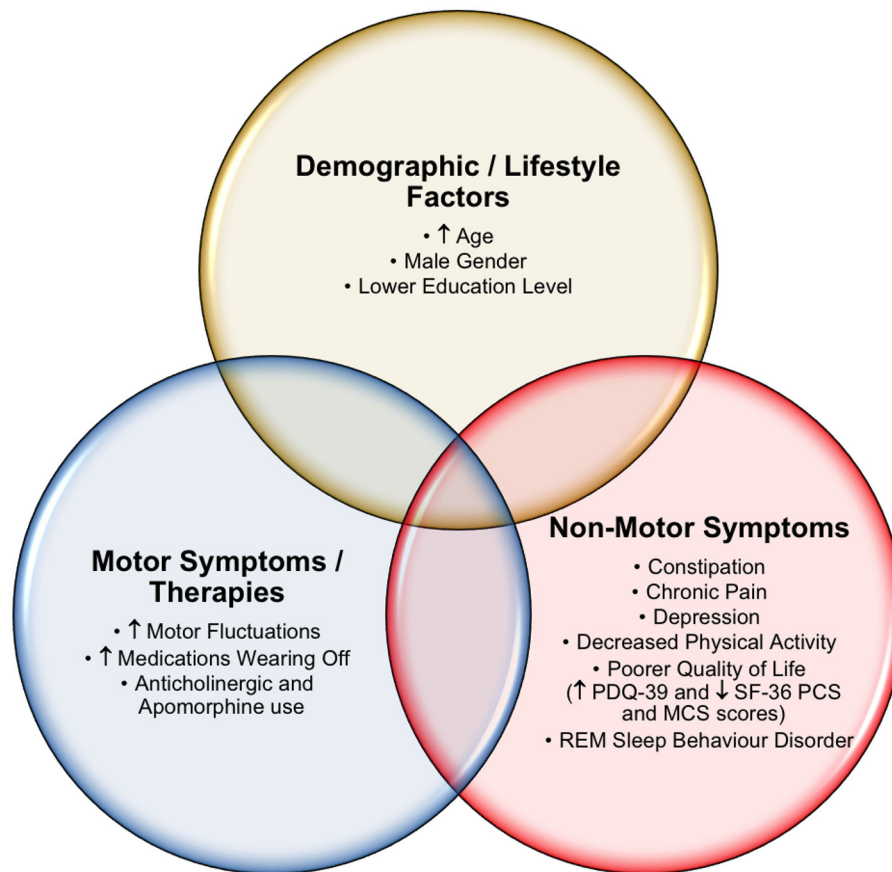 Demographic / Lifestyle
Factors
• ↑ Age
• Male Gender
• Lower Education Level
Motor Symptoms /
Therapies
• ↑ Motor Fluctuations
• ↑ Medications Wearing Off
• Anticholinergic and
Apomorphine use
Non-Motor Symptoms
• Constipation
• Chronic Pain
• Depression
• Decreased Physical Activity
• Poorer Quality of Life
(↑ PDQ-39 and ↓ SF-36 PCS
and MCS scores)
• REM Sleep Behaviour Disorder